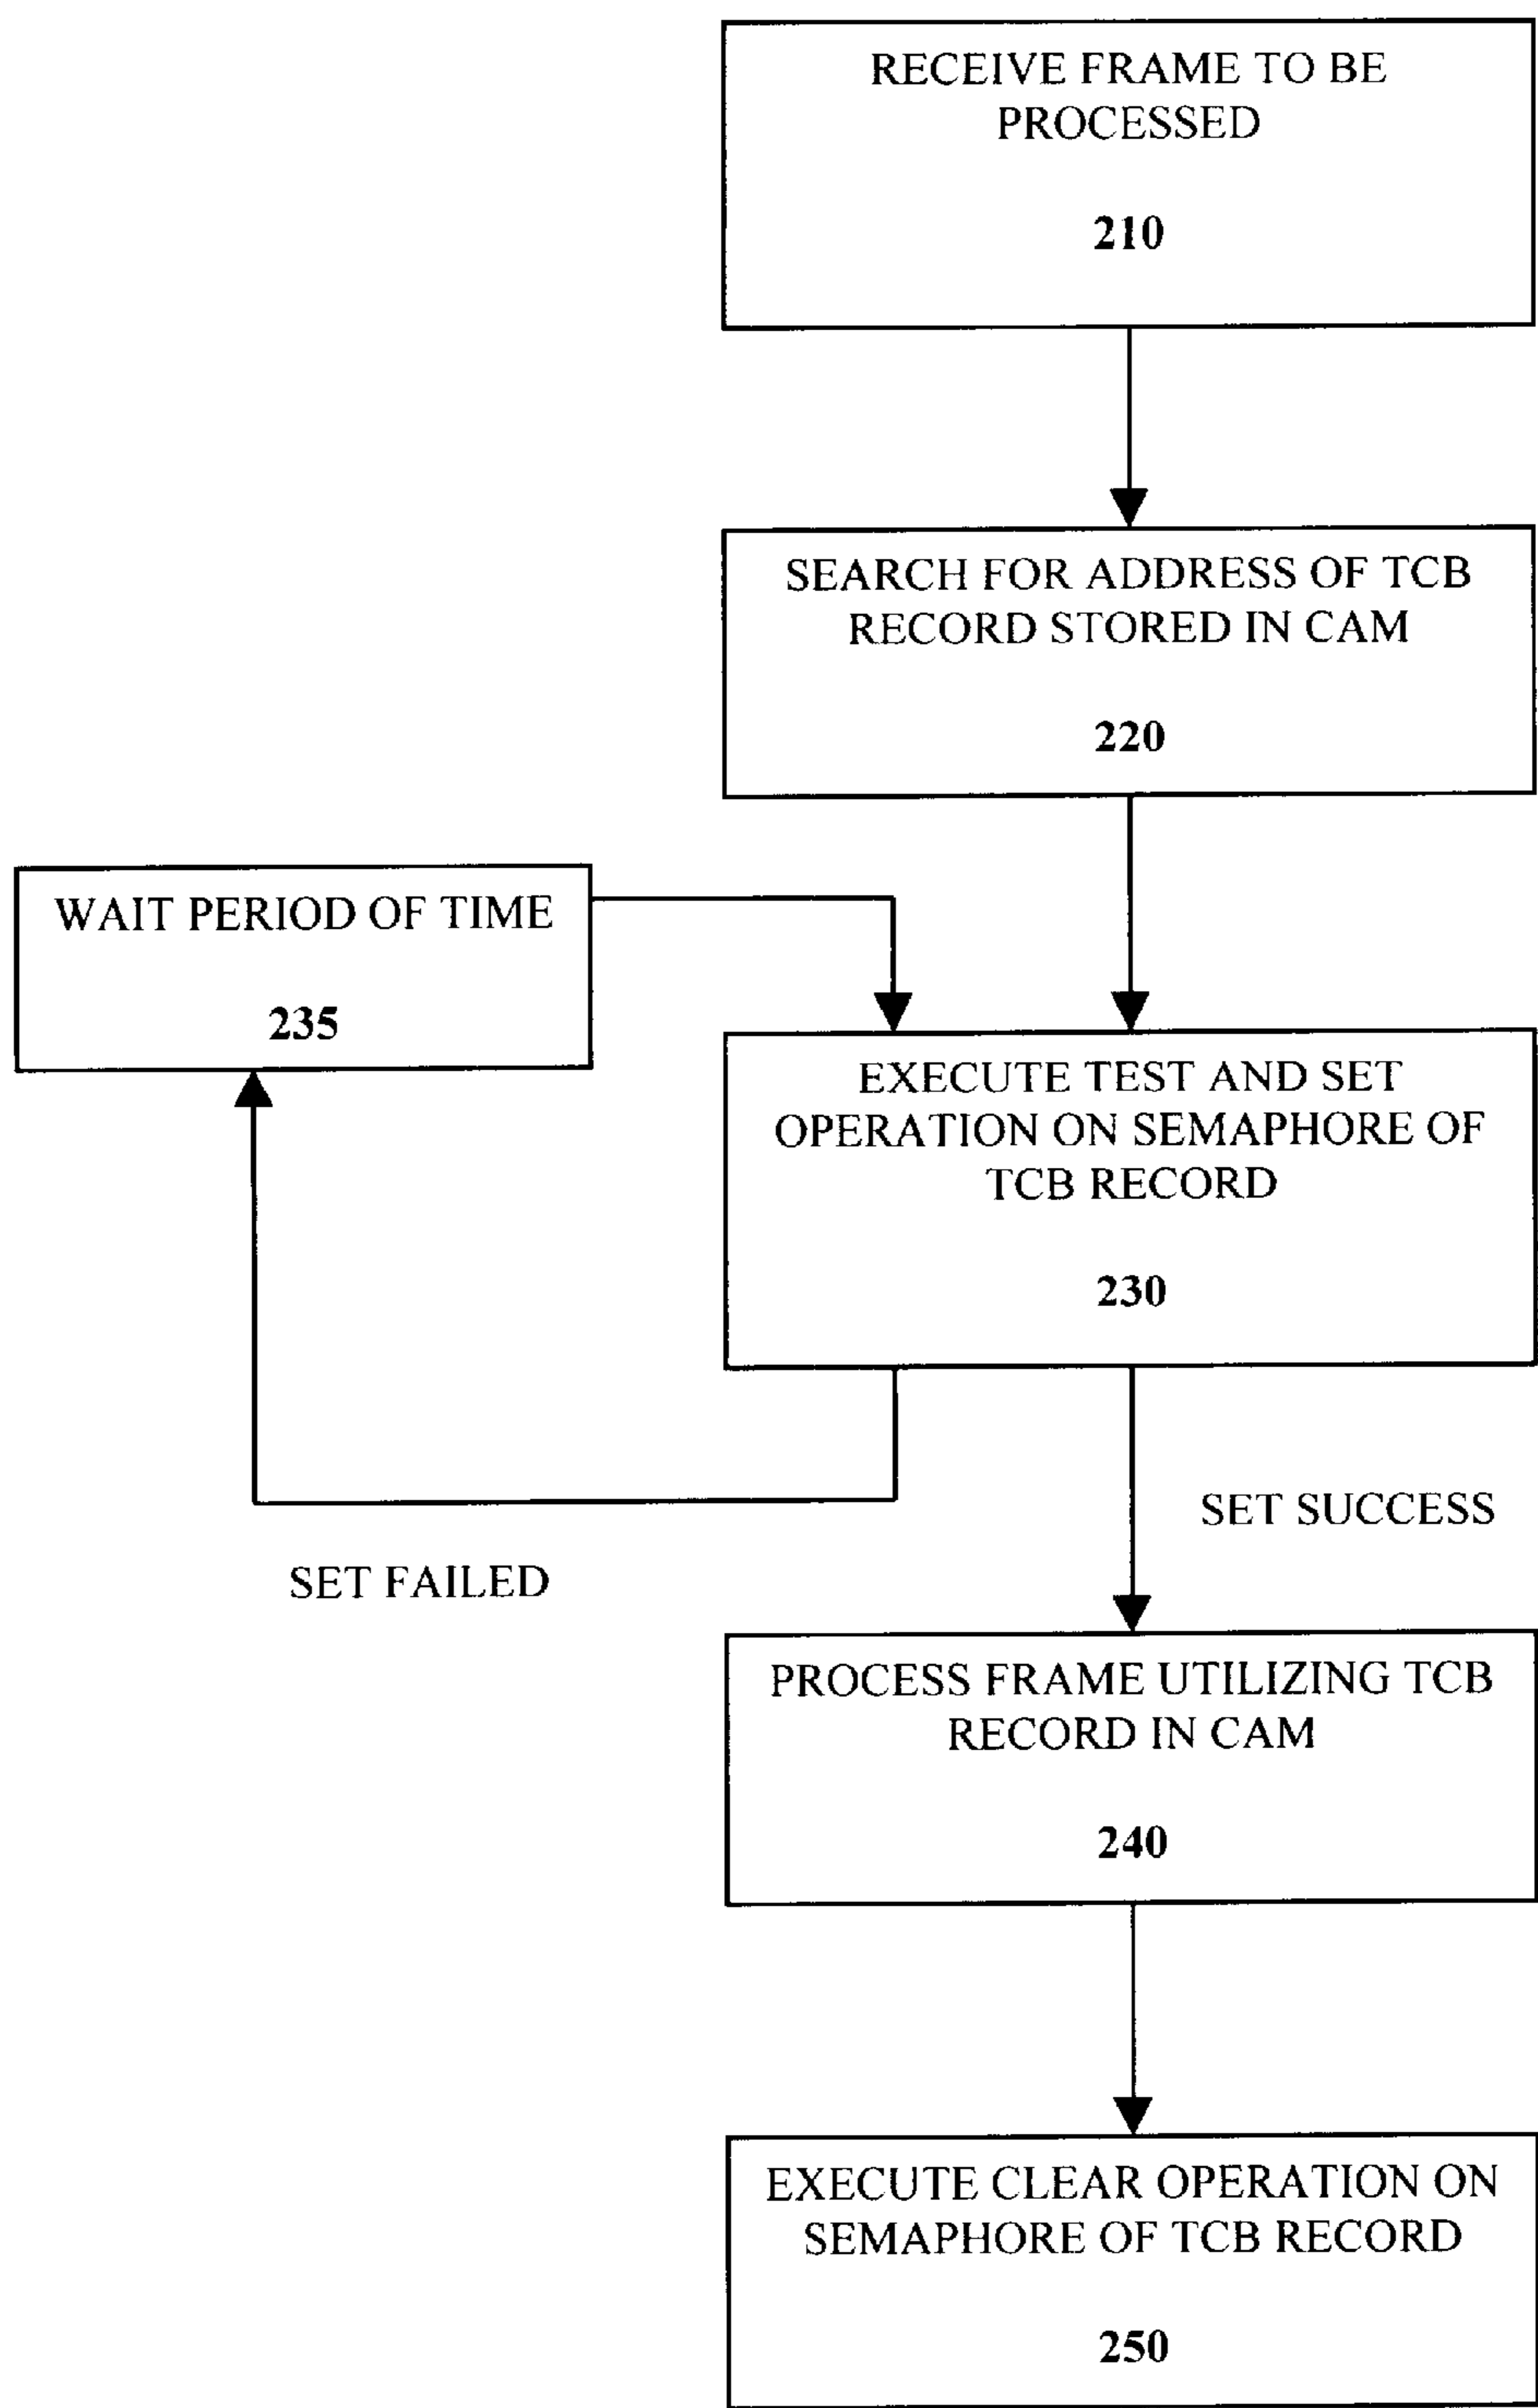 RECEIVE FRAME TO BE
PROCESSED
210
SEARCH FOR ADDRESS OF TCB
RECORD STORED IN CAM
220
WAIT PERIOD OF TIME
235
EXECUTE TEST AND SET
OPERATION ON SEMAPHORE OF
TCB RECORD
230
SET SUCCESS
SET FAILED
PROCESS FRAME UTILIZING TCB
RECORD IN CAM
240
EXECUTE CLEAR OPERATION ON
SEMAPHORE OF TCB RECORD
250